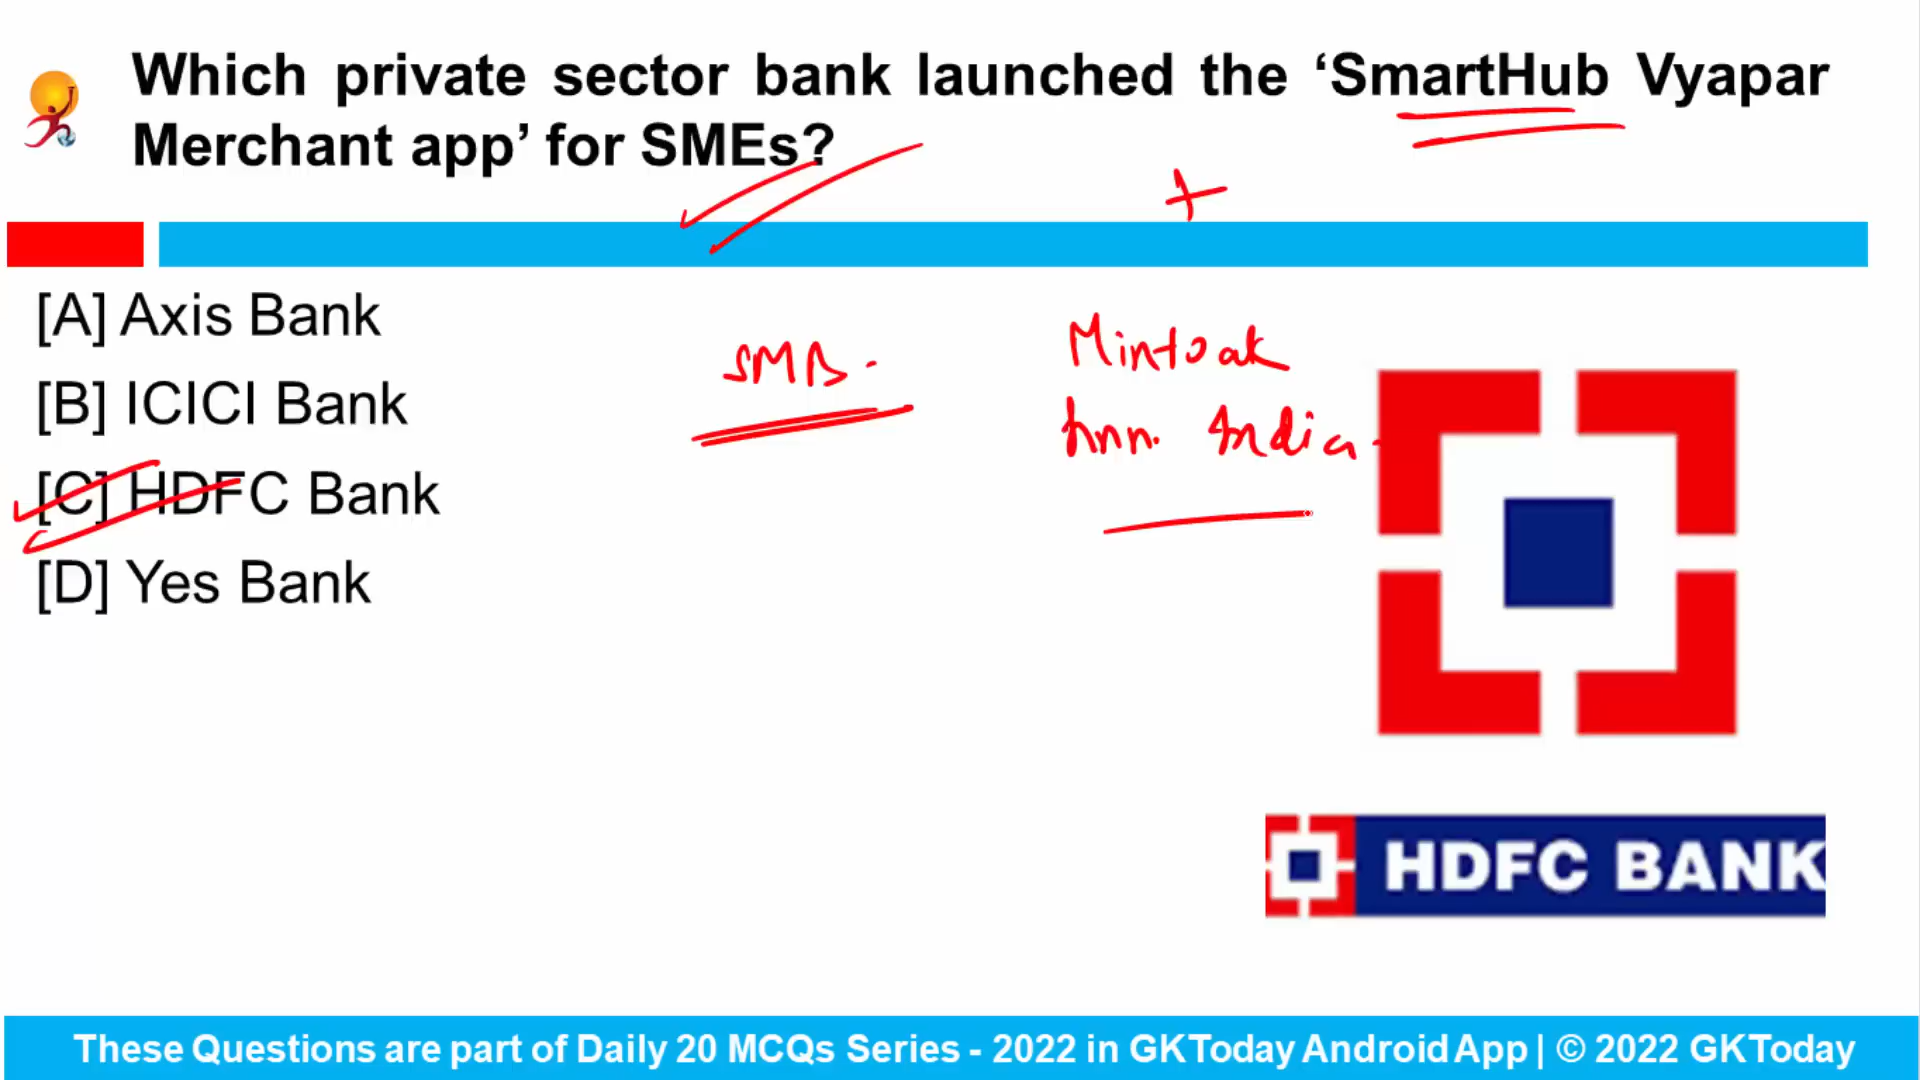 Which private sector bank launched the ‘SmartHub Vyapar
Merchant app’ for SMEs?
[A] Axis Bank
[B] ICICI Bank
[C] HDFC Bank
[D] Yes Bank
SMB.
Mintoak
Inn. India
HDFC BANK
These Questions are part of Daily 20 MCQs Series - 2022 in GKToday Android App | © 2022 GKToday